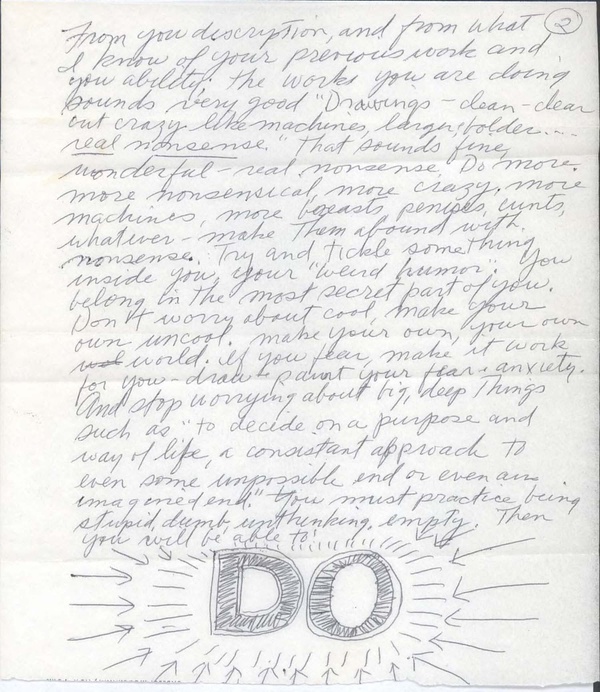 2
From you discription, and from what
I know of your previous work and
you ability; the works you are doing
sounds very good "Drawings – clean – clear
but crazy like machines, larger, bolder....
real nonsense." That sounds fine,
wonderful – real nonsense. Do more.
more nonsensical, more crazy, more
machines, more breasts, penises, cunts,
whatever – make them abound with
nonsense. Try and tickle something
inside you, your "weird humor." You
belong in the most secret part of you.
Don't worry about cool, make your
own uncool. make your own, your own
world. If you fear, make it work
for you – draw & paint your fear & anxiety.
And stop worrying about big, deep things
such as "to decide on a purpose and
way of life, a consistant approach to
even some impossible end or even an
imagined end." You must practice being
stupid, dumb, unthinking, empty. Then
you will be able to
DO